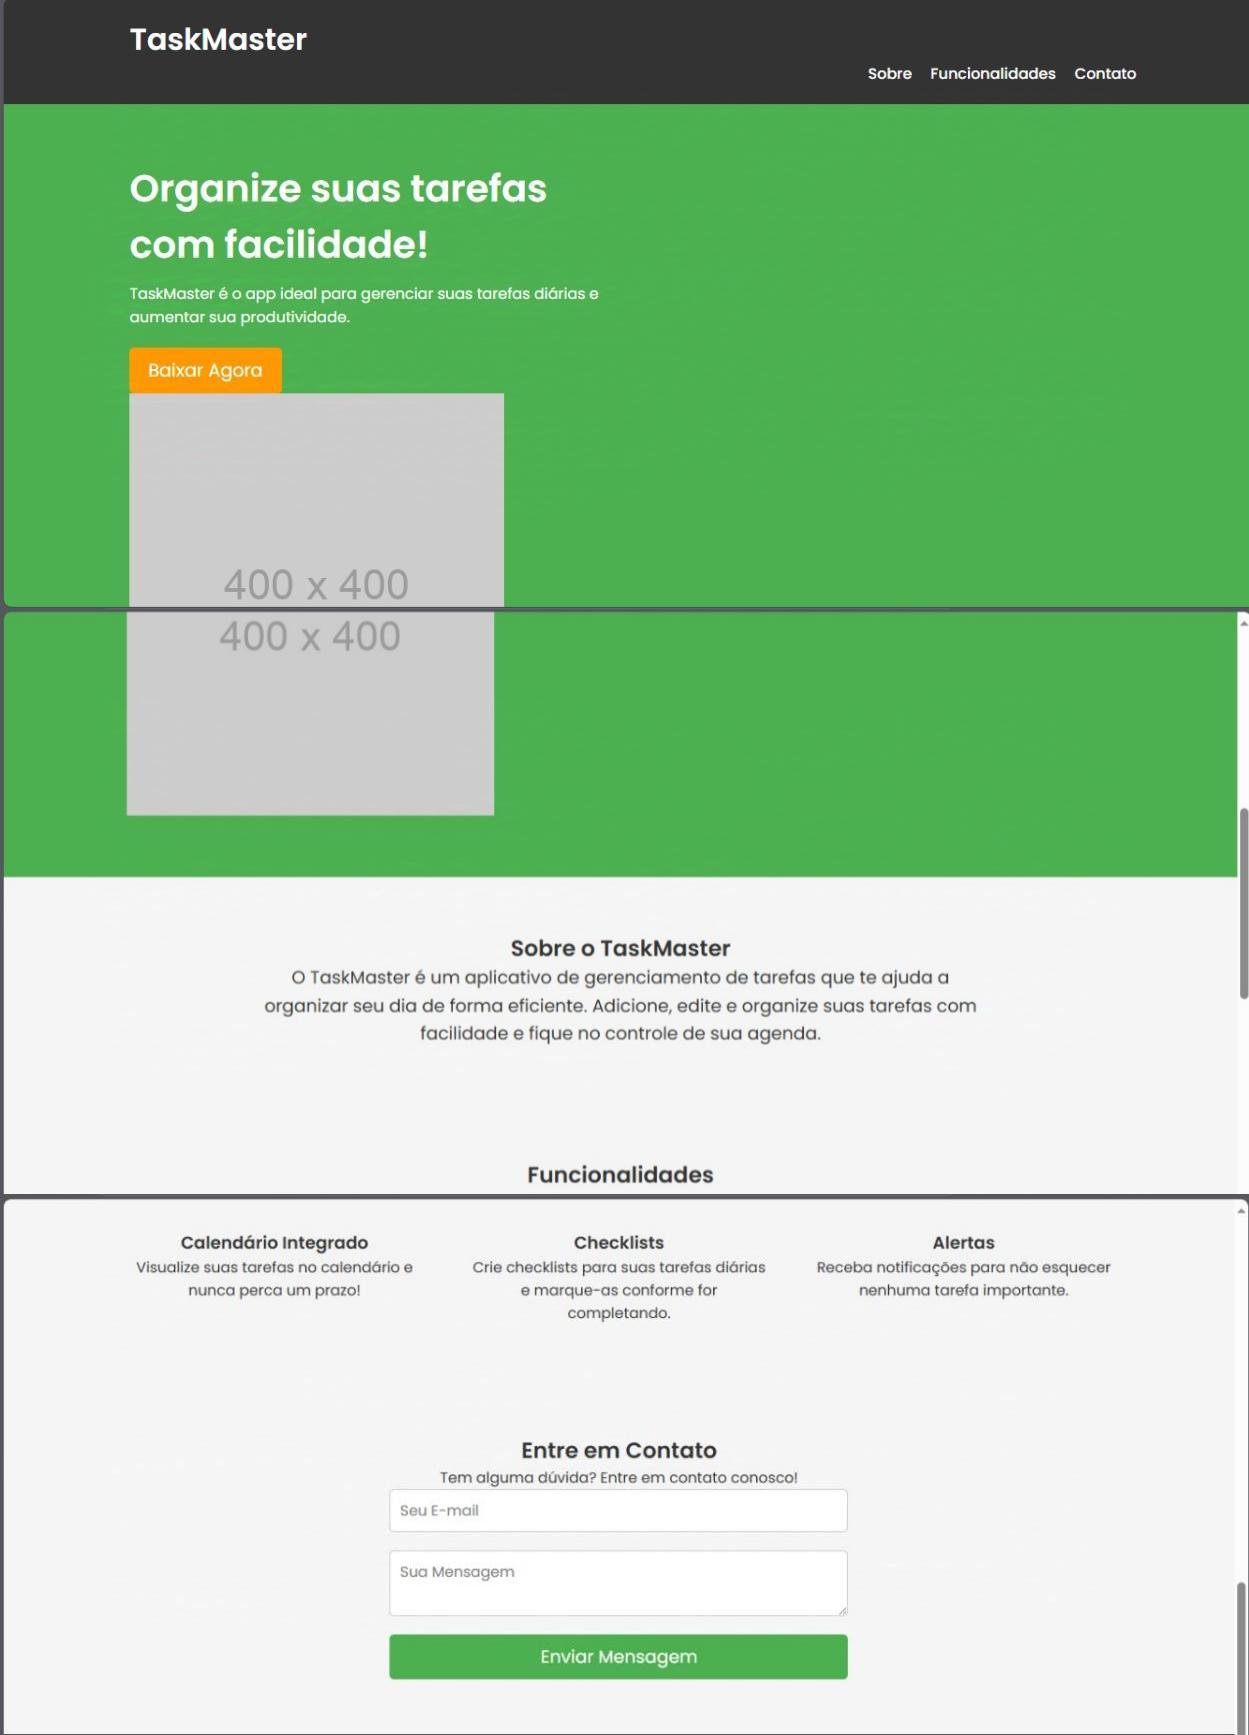 TaskMaster
Sobre Funcionalidades Contato
Organize suas tarefas
com facilidade!
TaskMaster é o app ideal para gerenciar suas tarefas diárias e
aumentar sua produtividade.
Baixar Agora
400 x 400
400 x 400
Sobre o TaskMaster
O TaskMaster é um aplicativo de gerenciamento de tarefas que te ajuda a
organizar seu dia de forma eficiente. Adicione, edite e organize suas tarefas com
facilidade e fique no controle de sua agenda.
Funcionalidades
Calendário Integrado
Visualize suas tarefas no calendário e
nunca perca um prazo!
Checklists
Crie checklists para suas tarefas diárias
e marque-as conforme for
completando.
Alertas
Receba notificações para não esquecer
nenhuma tarefa importante.
Entre em Contato
Tem alguma dúvida? Entre em contato conosco!
Seu E-mail
Sua Mensagem
Enviar Mensagem